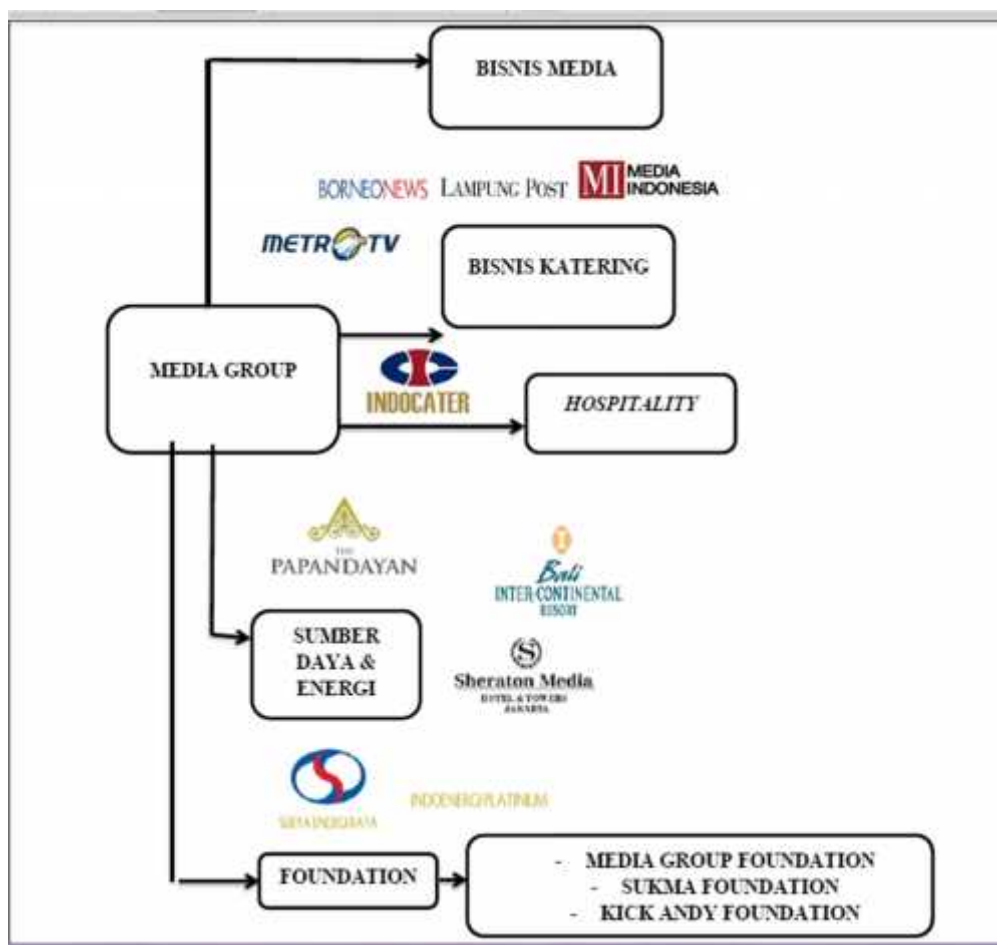 BISNIS MEDIA
BORNEONEWS LAMPUNG POST MI MEDIA INDONESIA
METRO TV
BISNIS KATERING
MEDIA GROUP
INDOCATER
HOSPITALITY
THE
PAPANDAYAN
Bali
INTER-CONTINENTAL
RESORT
SUMBER
DAYA &
ENERGI
S
Sheraton Media
HOTEL & TOWERS
JAKARTA
INDOENERGI PLATINUM
FOUNDATION
- MEDIA GROUP FOUNDATION
- SUKMA FOUNDATION
- KICK ANDY FOUNDATION